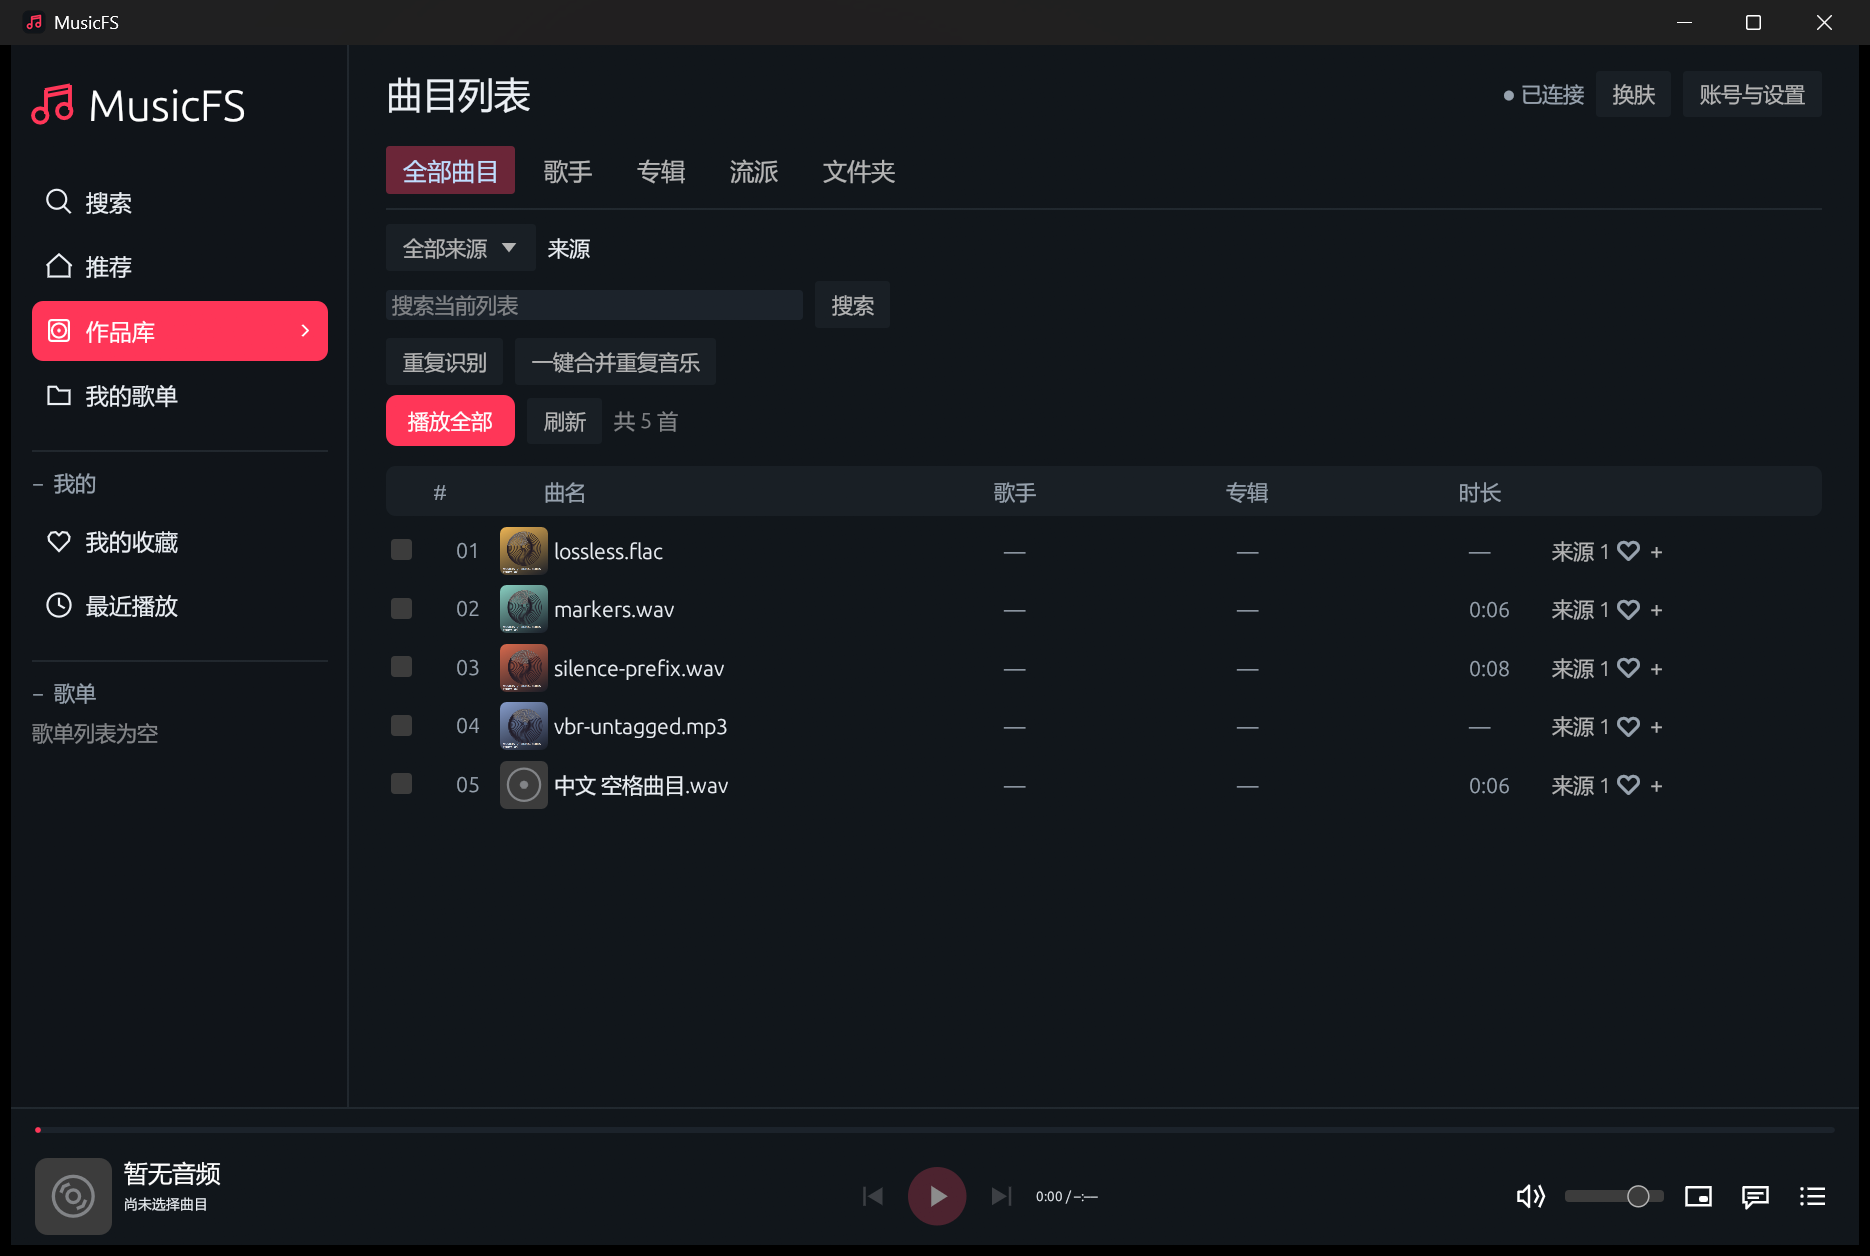 MusicFS
MusicFS
搜索
推荐
作品库
我的歌单
– 我的
我的收藏
最近播放
– 歌单
歌单列表为空
曲目列表
已连接 换肤 账号与设置
全部曲目 歌手 专辑 流派 文件夹
全部来源 来源
搜索当前列表 搜索
重复识别 一键合并重复音乐
播放全部 刷新 共 5 首
# 曲名 歌手 专辑 时长
01 lossless.flac — — — 来源 1 +
02 markers.wav — — 0:06 来源 1 +
03 silence-prefix.wav — — 0:08 来源 1 +
04 vbr-untagged.mp3 — — — 来源 1 +
05 中文 空格曲目.wav — — 0:06 来源 1 +
暂无音频
尚未选择曲目
0:00 / –:––